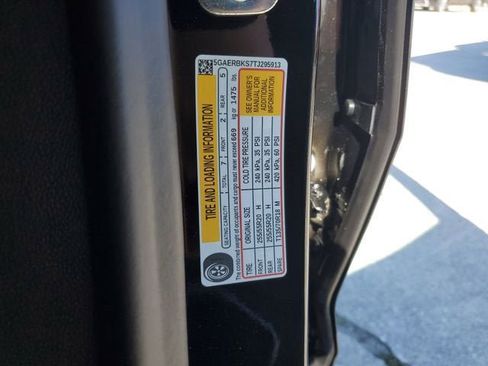 5GAERBKS7TJ295913
TIRE AND LOADING INFORMATION
SEATING CAPACITY TOTAL 7 FRONT 2 REAR 5
The combined weight of occupants and cargo must never exceed 669 kg or 1475 lbs.
TIRE ORIGINAL SIZE COLD TIRE PRESSURE
FRONT 255/55R20 H 240 kPa, 35 PSI
REAR 255/55R20 H 240 kPa, 35 PSI
SPARE T135/70R18 M 420 kPa, 60 PSI
SEE OWNER'S
MANUAL FOR
ADDITIONAL
INFORMATION